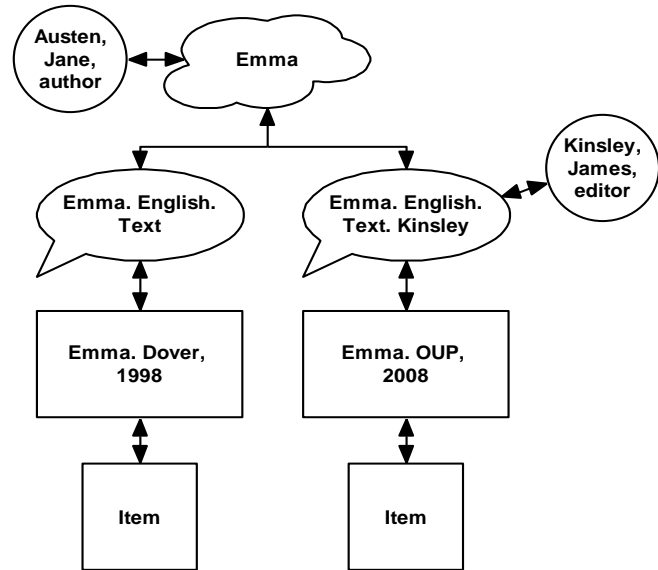 Austen,
Jane,
author
Emma
Kinsley,
James,
editor
Emma. English.
Text
Emma. English.
Text. Kinsley
Emma. Dover,
1998
Emma. OUP,
2008
Item
Item